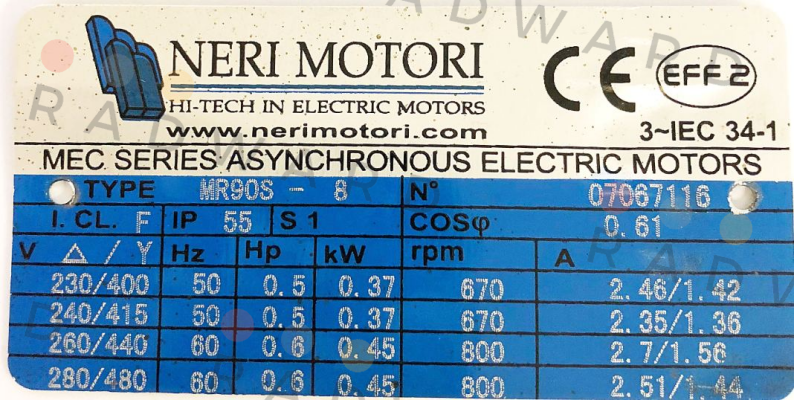 NERI MOTORI
HI-TECH IN ELECTRIC MOTORS
www.nerimotori.com
CE EFF 2
3~IEC 34-1
MEC SERIES ASYNCHRONOUS ELECTRIC MOTORS
TYPE MR90S - 8 N° 07067116
I. CL. F IP 55 S 1 COSφ 0.61
V Δ / Y Hz Hp kW rpm A
230/400 50 0.5 0.37 670 2.46/1.42
240/415 50 0.5 0.37 670 2.35/1.36
260/440 60 0.6 0.45 800 2.7/1.56
280/480 60 0.6 0.45 800 2.51/1.44
RADWARD